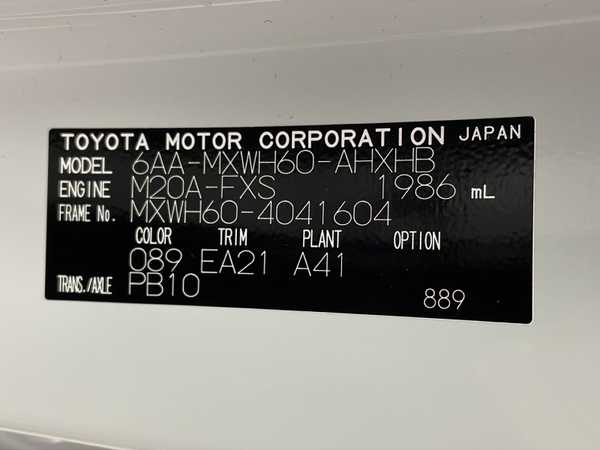 TOYOTA MOTOR CORPORATION JAPAN
MODEL 6AA-MXWH60-AHXHB
ENGINE M20A-FXS 1986 mL
FRAME No. MXWH60-4041604
COLOR TRIM PLANT OPTION
089 EA21 A41
TRANS./AXLE PB10
889